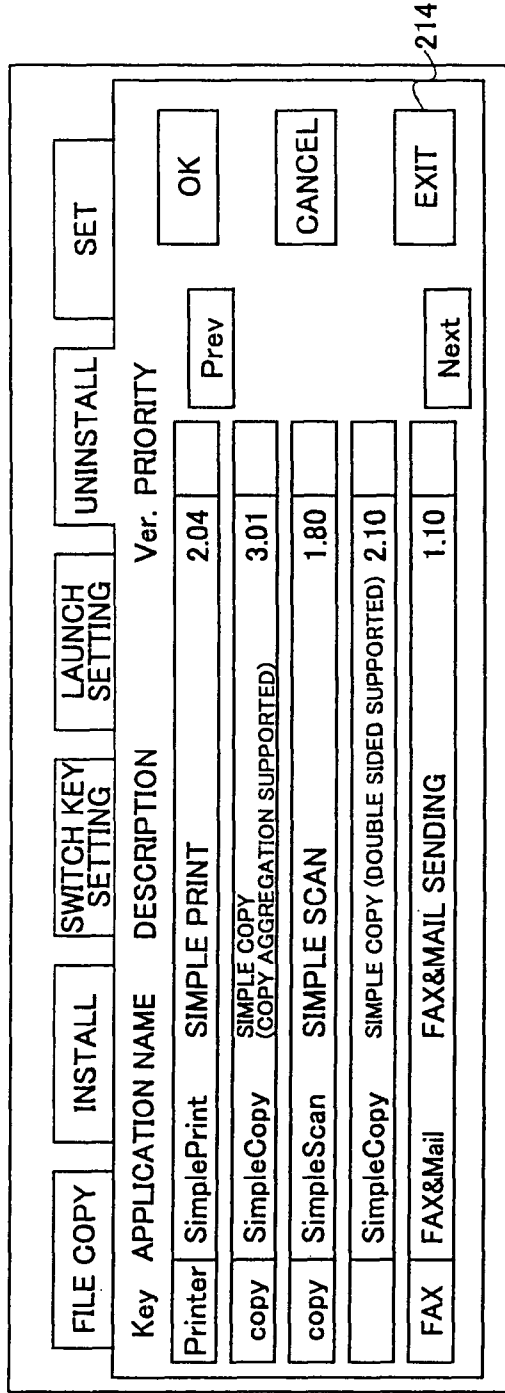 FILE COPY INSTALL SWITCH KEY SETTING LAUNCH SETTING UNINSTALL SET
Key APPLICATION NAME DESCRIPTION Ver. PRIORITY
Printer SimplePrint SIMPLE PRINT 2.04
copy SimpleCopy SIMPLE COPY
(COPY AGGREGATION SUPPORTED) 3.01
copy SimpleScan SIMPLE SCAN 1.80
SimpleCopy SIMPLE COPY (DOUBLE SIDED SUPPORTED) 2.10
FAX FAX&Mail FAX&MAIL SENDING 1.10
Prev
Next
OK
CANCEL
EXIT
214